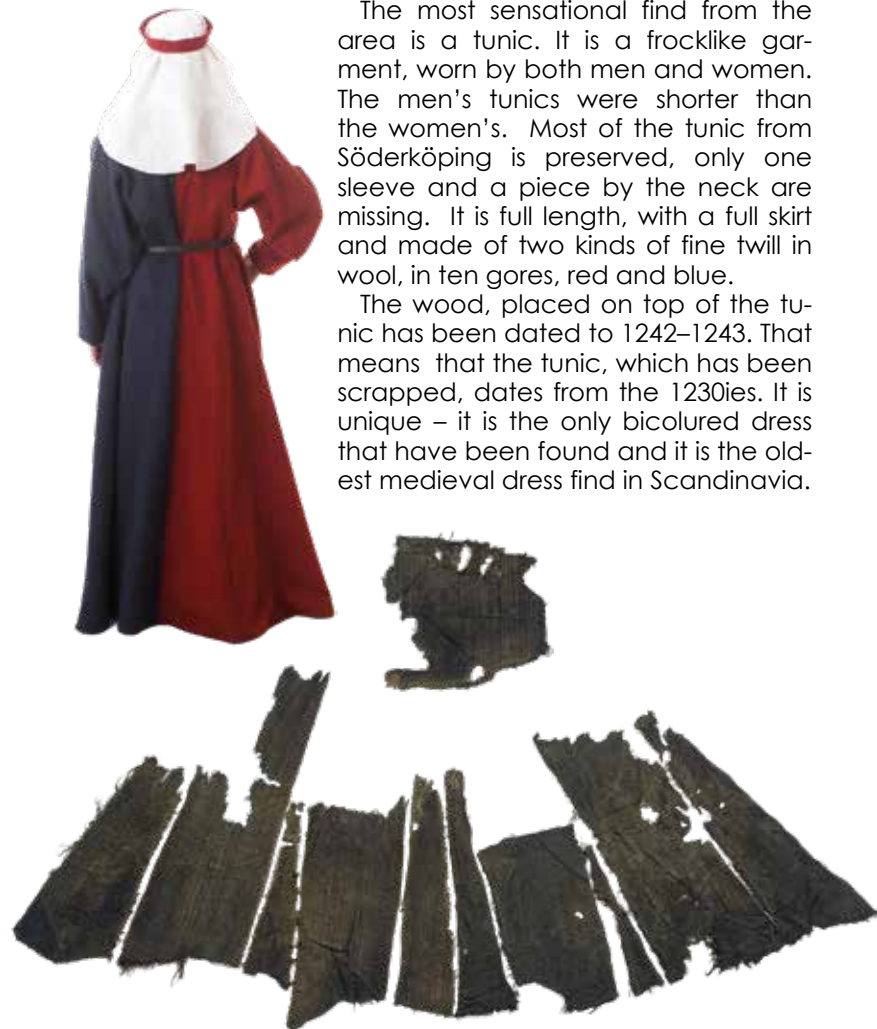 The most sensational find from the
area is a tunic. It is a frocklike gar-
ment, worn by both men and women.
The men's tunics were shorter than
the women's.  Most of the tunic from
Söderköping is preserved, only one
sleeve and a piece by the neck are
missing.  It is full length, with a full skirt
and made of two kinds of fine twill in
wool, in ten gores, red and blue.
The wood, placed on top of the tu-
nic has been dated to 1242–1243. That
means  that the tunic, which has been
scrapped, dates from the 1230ies. It is
unique – it is the only bicolured dress
that have been found and it is the old-
est medieval dress find in Scandinavia.